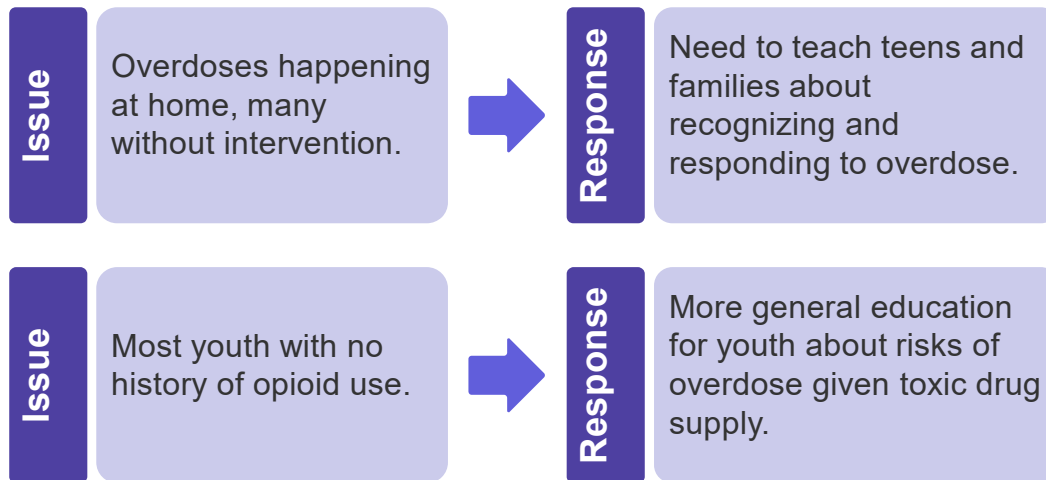 Issue
Overdoses happening
at home, many
without intervention.
Response
Need to teach teens and
families about
recognizing and
responding to overdose.
Issue
Most youth with no
history of opioid use.
Response
More general education
for youth about risks of
overdose given toxic drug
supply.